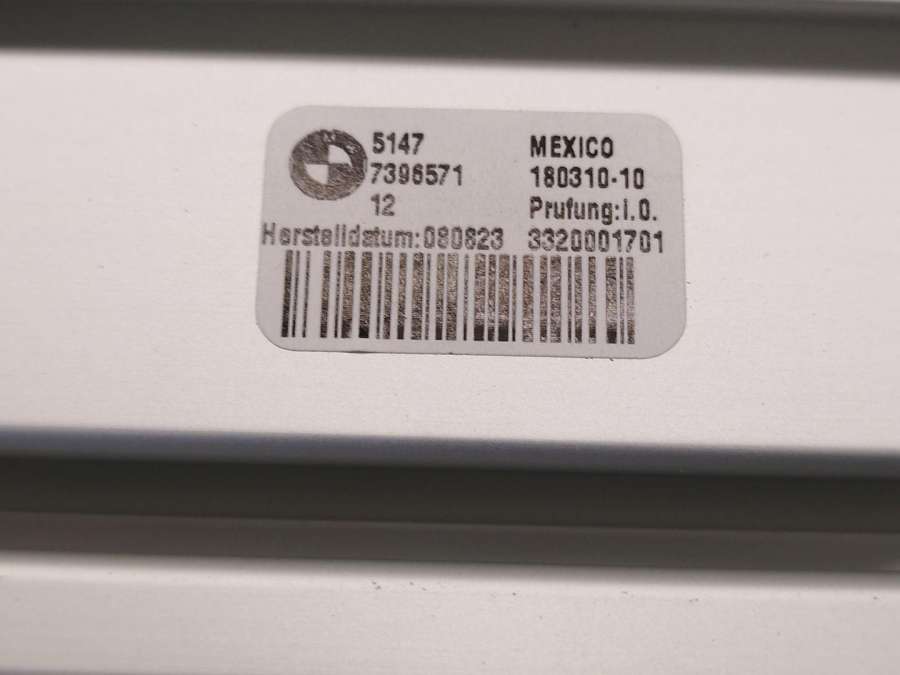 5147 MEXICO
7396571 180310-10
12 Prufung:i.O.
Herstelldatum:080823 3320001701